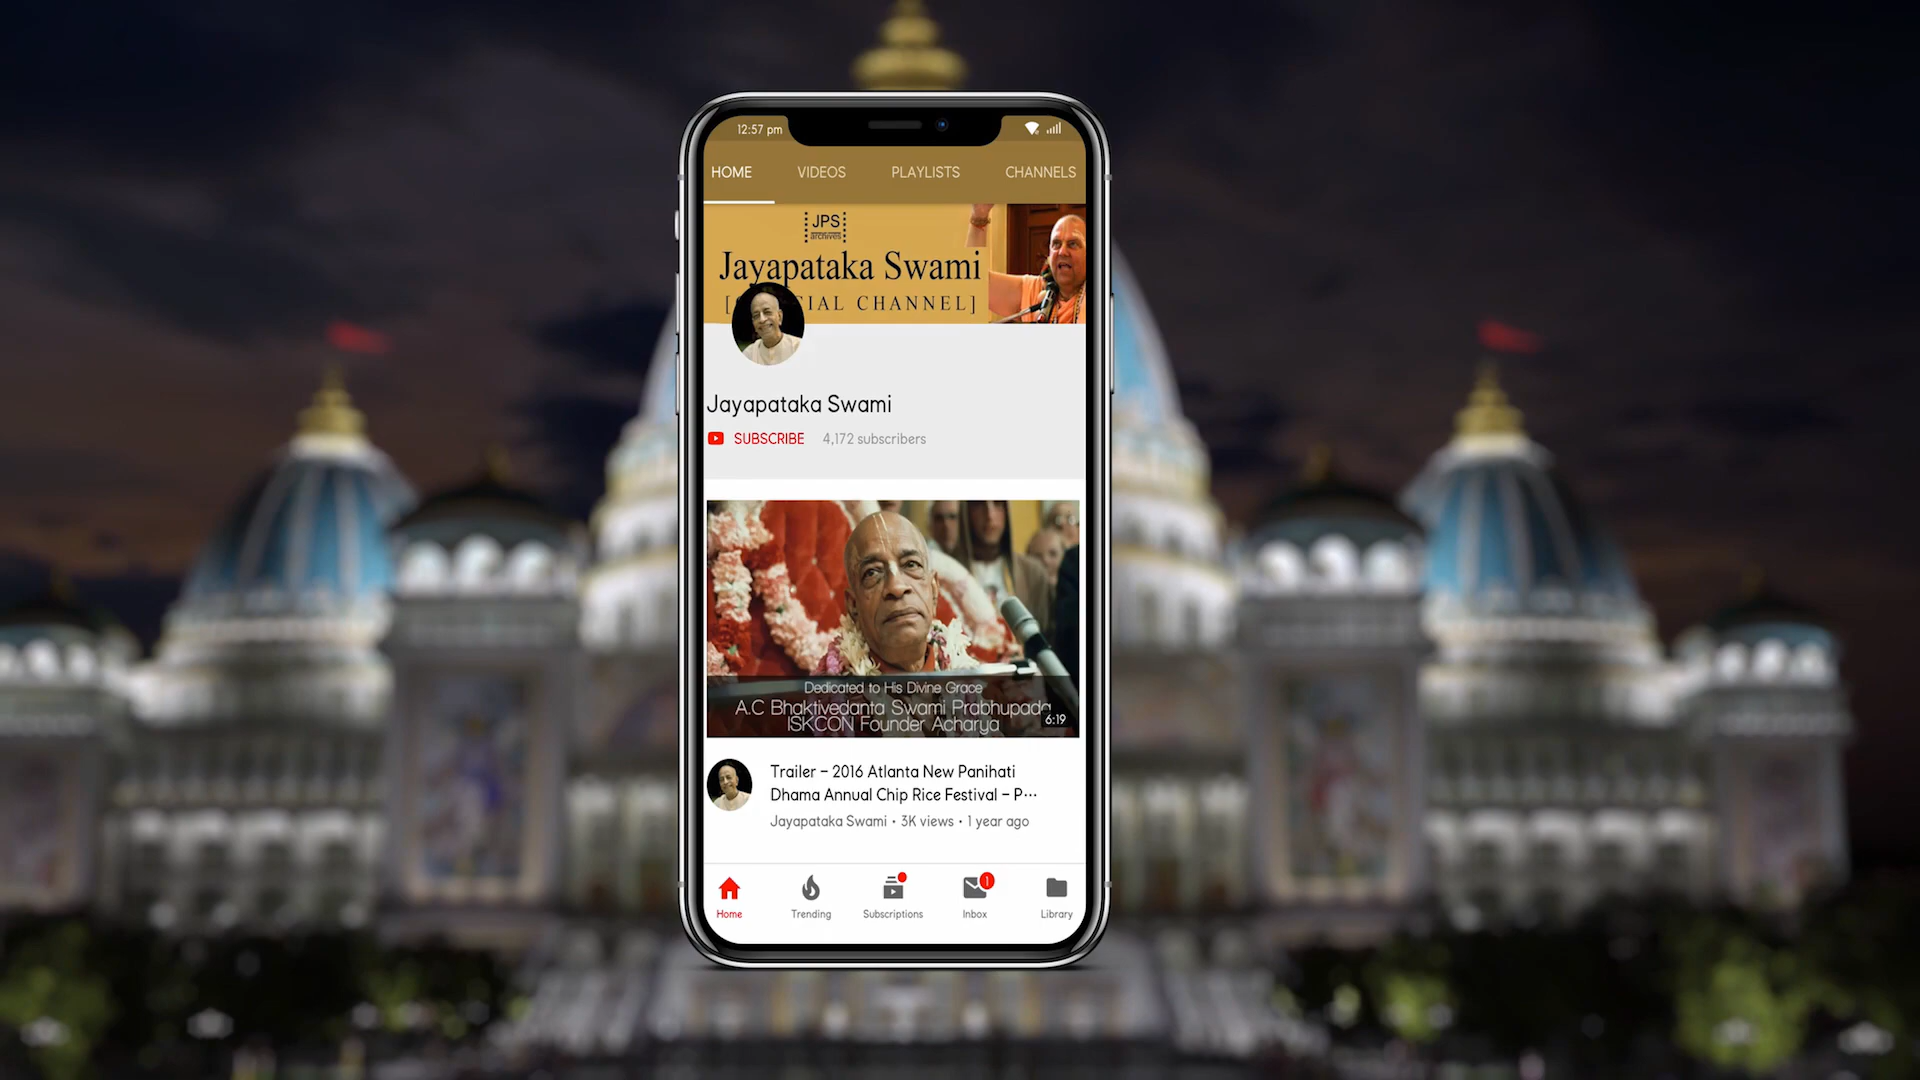 12:57 pm
HOME VIDEOS PLAYLISTS CHANNELS
JPS
archives
Jayapataka Swami
[ IAL CHANNEL]
Jayapataka Swami
SUBSCRIBE 4,172 subscribers
Dedicated to His Divine Grace
A.C Bhaktivedanta Swami Prabhupada
ISKCON Founder Acharya
6:19
Trailer – 2016 Atlanta New Panihati
Dhama Annual Chip Rice Festival – P...
Jayapataka Swami • 3K views • 1 year ago
1
Home Trending Subscriptions Inbox Library